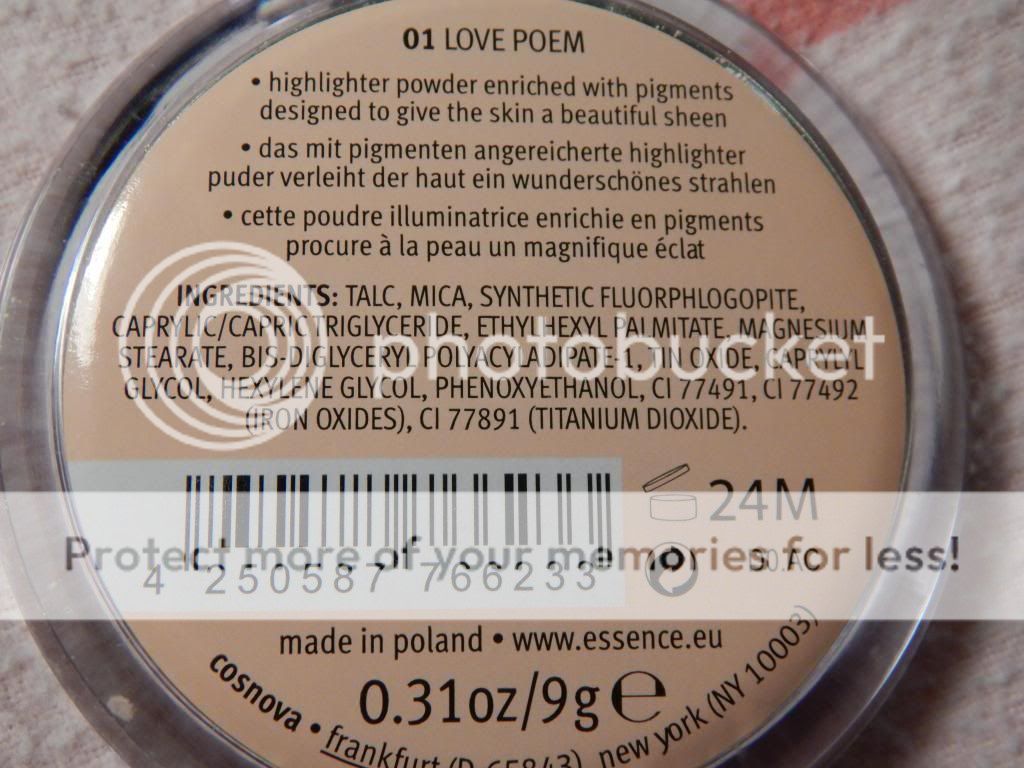 01 LOVE POEM
• highlighter powder enriched with pigments
designed to give the skin a beautiful sheen
• das mit pigmenten angereicherte highlighter
puder verleiht der haut ein wunderschönes strahlen
• cette poudre illuminatrice enrichie en pigments
procure à la peau un magnifique éclat
INGREDIENTS: TALC, MICA, SYNTHETIC FLUORPHLOGOPITE,
CAPRYLIC/CAPRIC TRIGLYCERIDE, ETHYLHEXYL PALMITATE, MAGNESIUM
STEARATE, BIS-DIGLYCERYL POLYACYLADIPATE-1, TIN OXIDE, CAPRYLYL
GLYCOL, HEXYLENE GLYCOL, PHENOXYETHANOL, CI 77491, CI 77492
(IRON OXIDES), CI 77891 (TITANIUM DIOXIDE).
photobucket
24M
Protect more of your memories for less!
4 250587 766233
made in poland • www.essence.eu
0.31oz/9g ℮
cosnova • frankfurt (D-65843), new york (NY 10003)